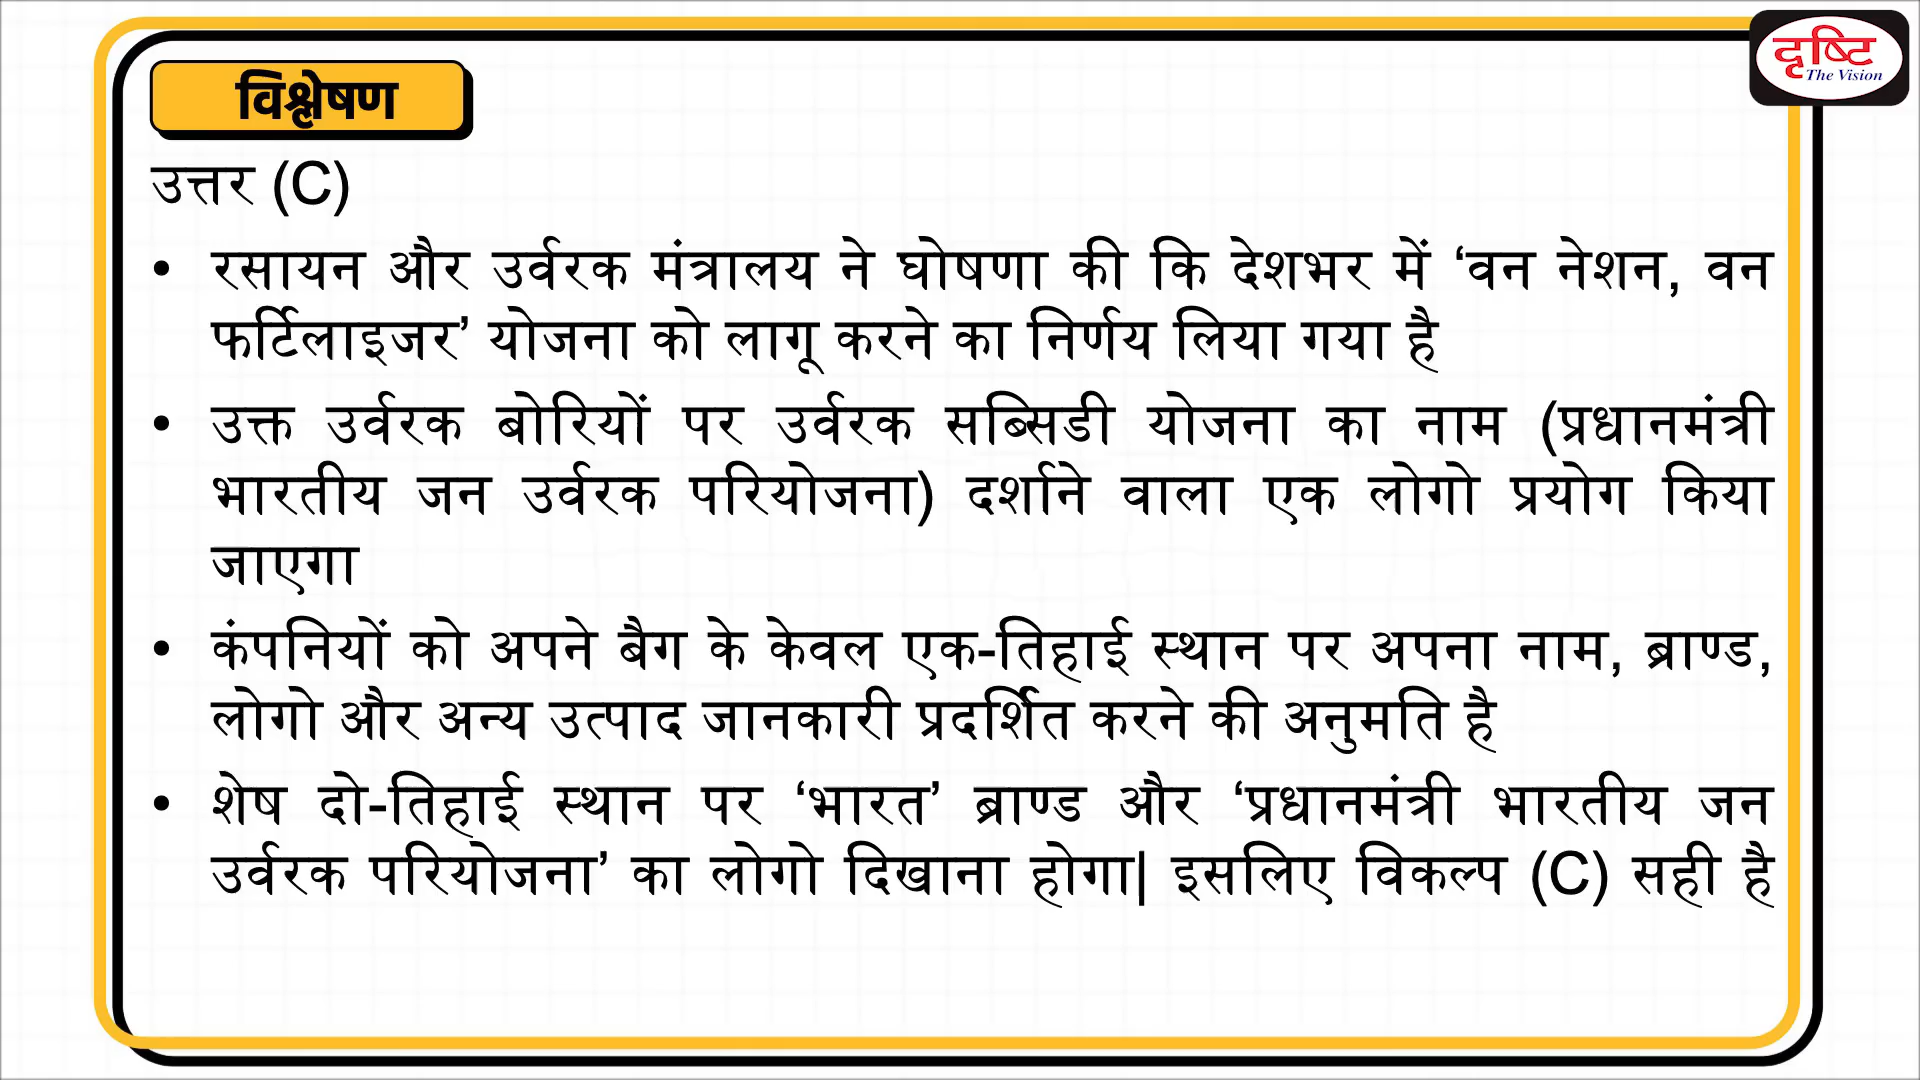 दृष्टि
The Vision
विश्लेषण
उत्तर (C)
• रसायन और उर्वरक मंत्रालय ने घोषणा की कि देशभर में ‘वन नेशन, वन
फर्टिलाइजर’ योजना को लागू करने का निर्णय लिया गया है
• उक्त उर्वरक बोरियों पर उर्वरक सब्सिडी योजना का नाम (प्रधानमंत्री
भारतीय जन उर्वरक परियोजना) दर्शाने वाला एक लोगो प्रयोग किया
जाएगा
• कंपनियों को अपने बैग के केवल एक-तिहाई स्थान पर अपना नाम, ब्राण्ड,
लोगो और अन्य उत्पाद जानकारी प्रदर्शित करने की अनुमति है
• शेष दो-तिहाई स्थान पर ‘भारत’ ब्राण्ड और ‘प्रधानमंत्री भारतीय जन
उर्वरक परियोजना’ का लोगो दिखाना होगा| इसलिए विकल्प (C) सही है